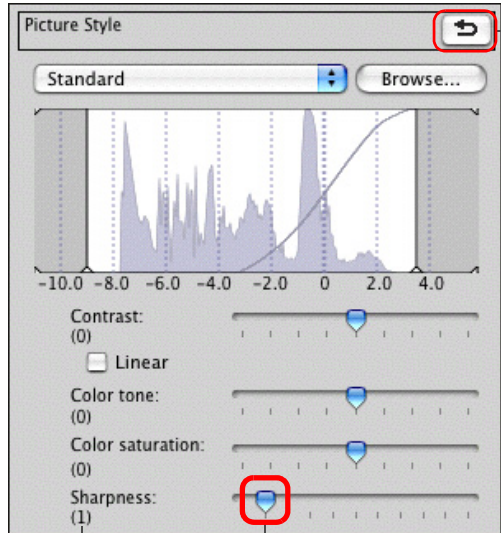 Picture Style
Standard Browse...
-10.0 -8.0 -6.0 -4.0 -2.0 0 2.0 4.0
Contrast:
(0)
Linear
Color tone:
(0)
Color saturation:
(0)
Sharpness:
(1)